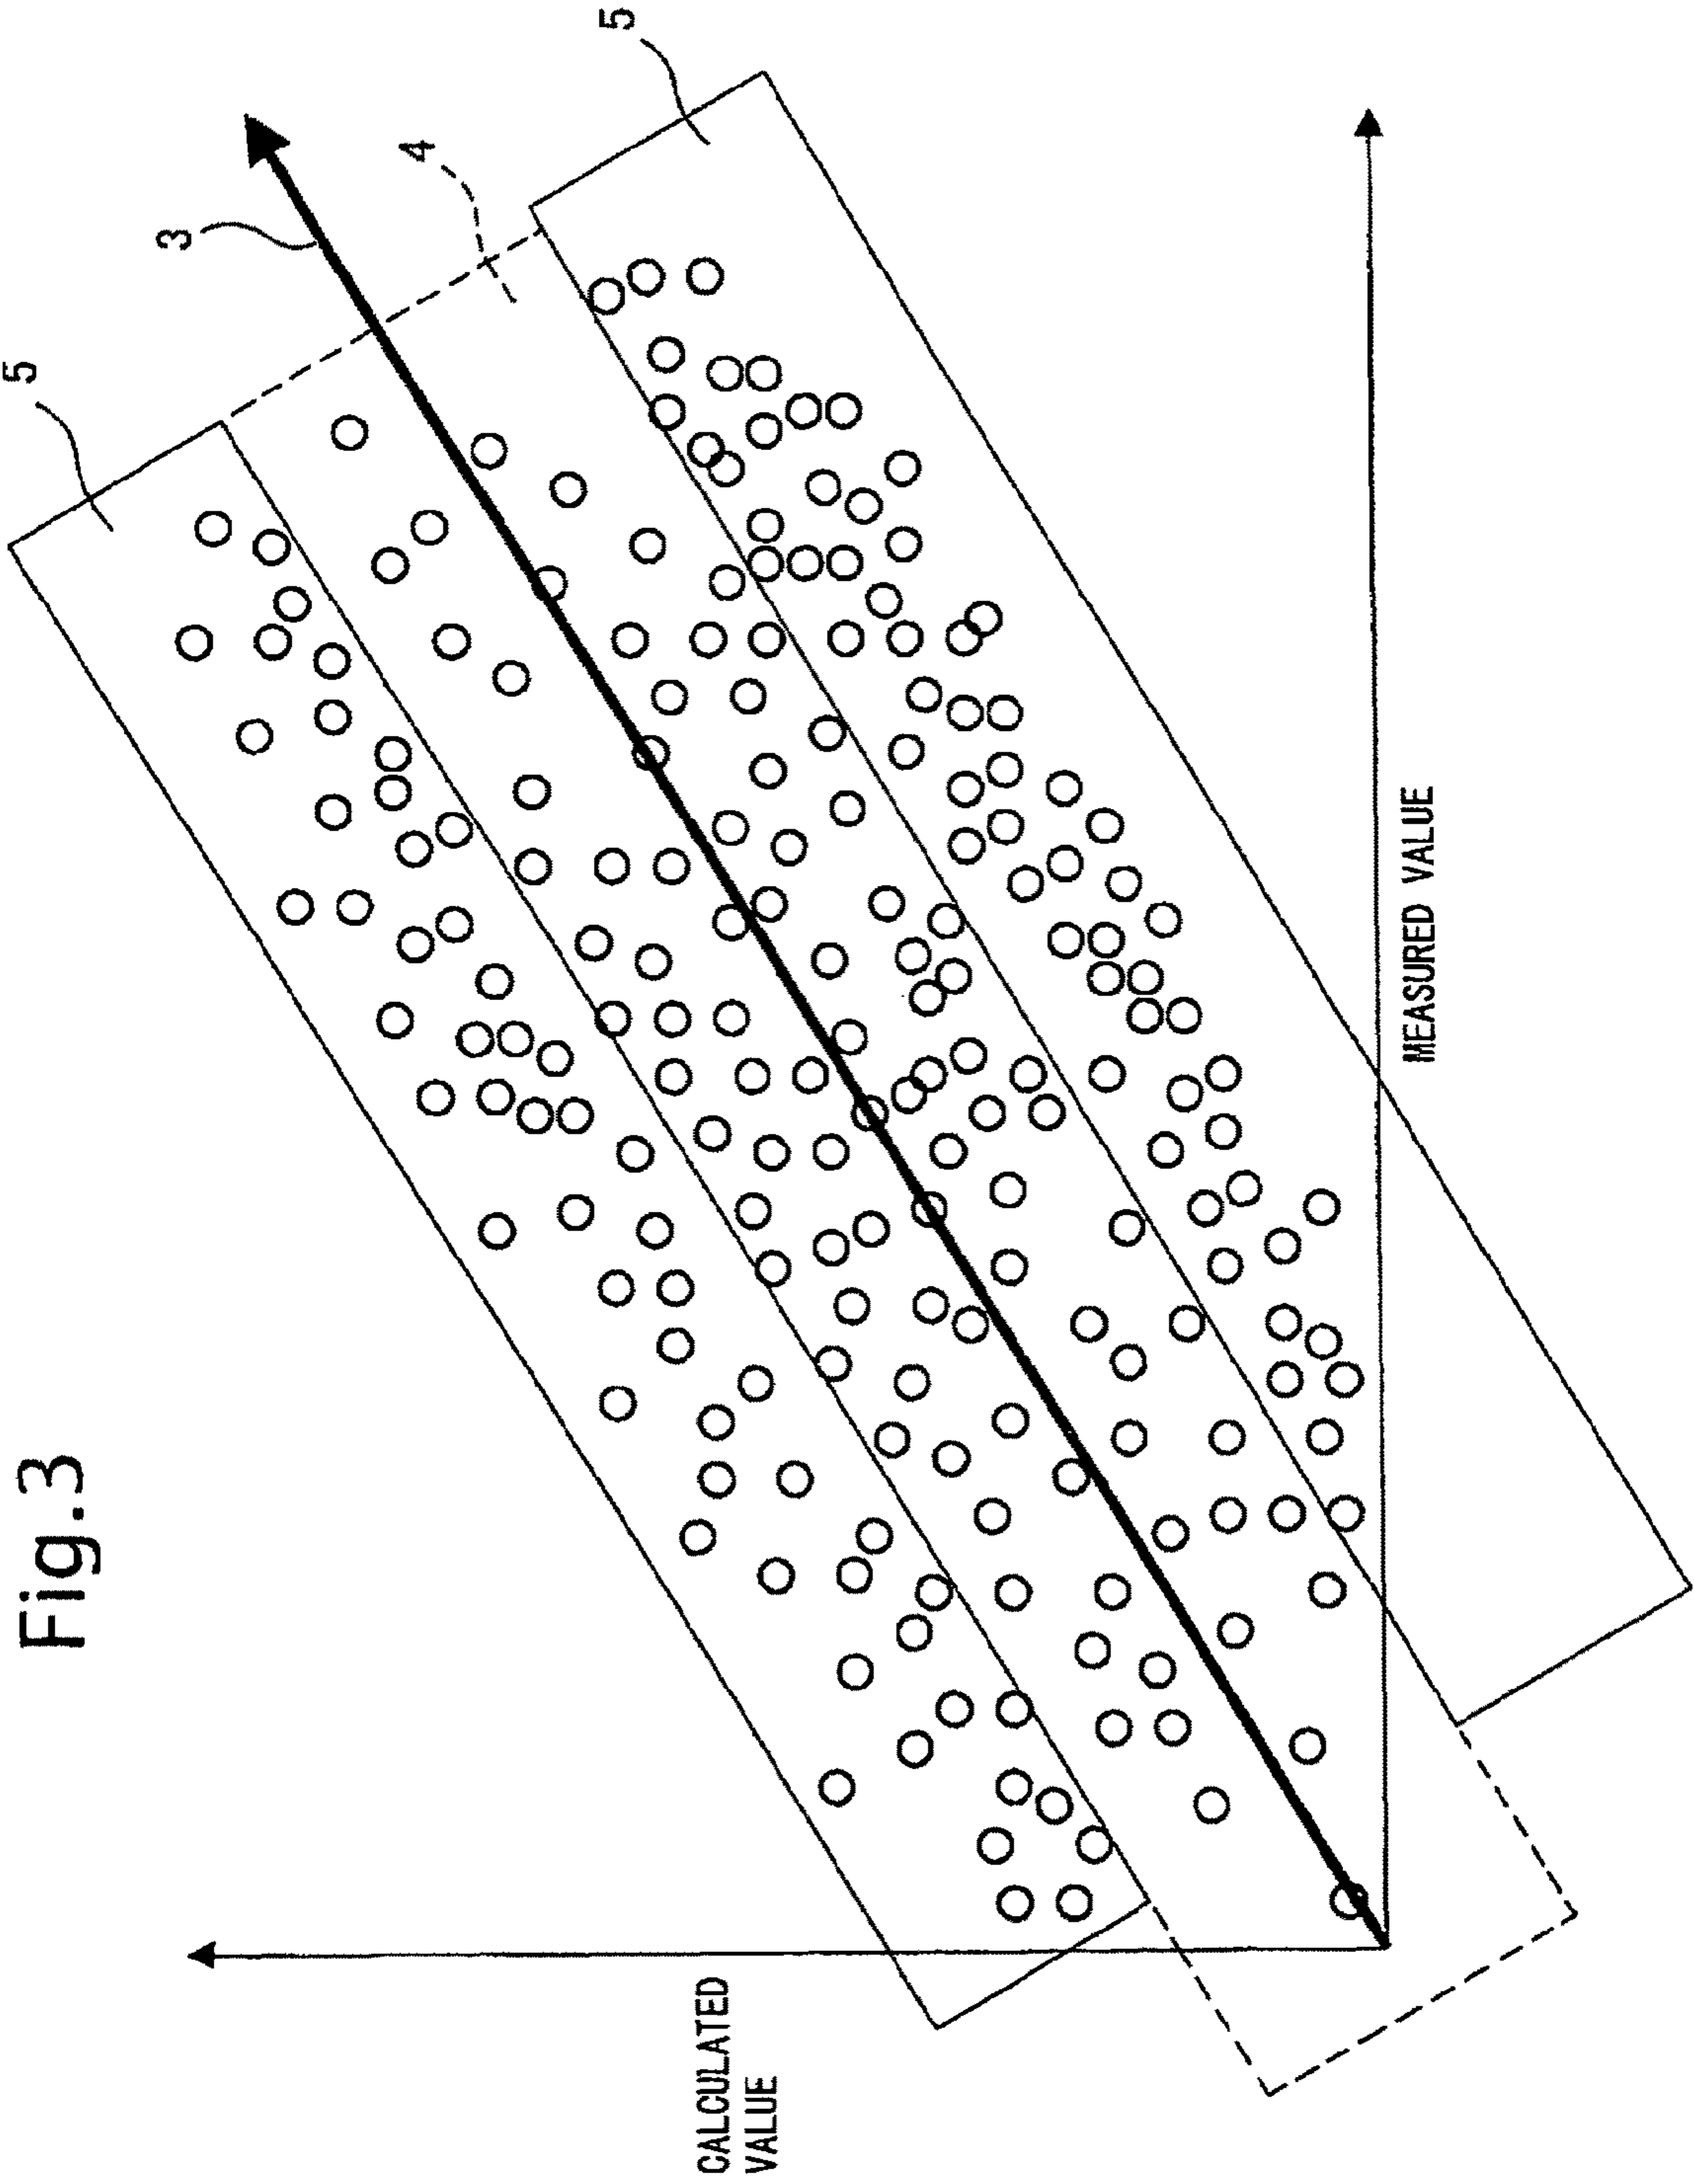 Fig.3
5
3
4
5
CALCULATED
VALUE
MEASURED VALUE